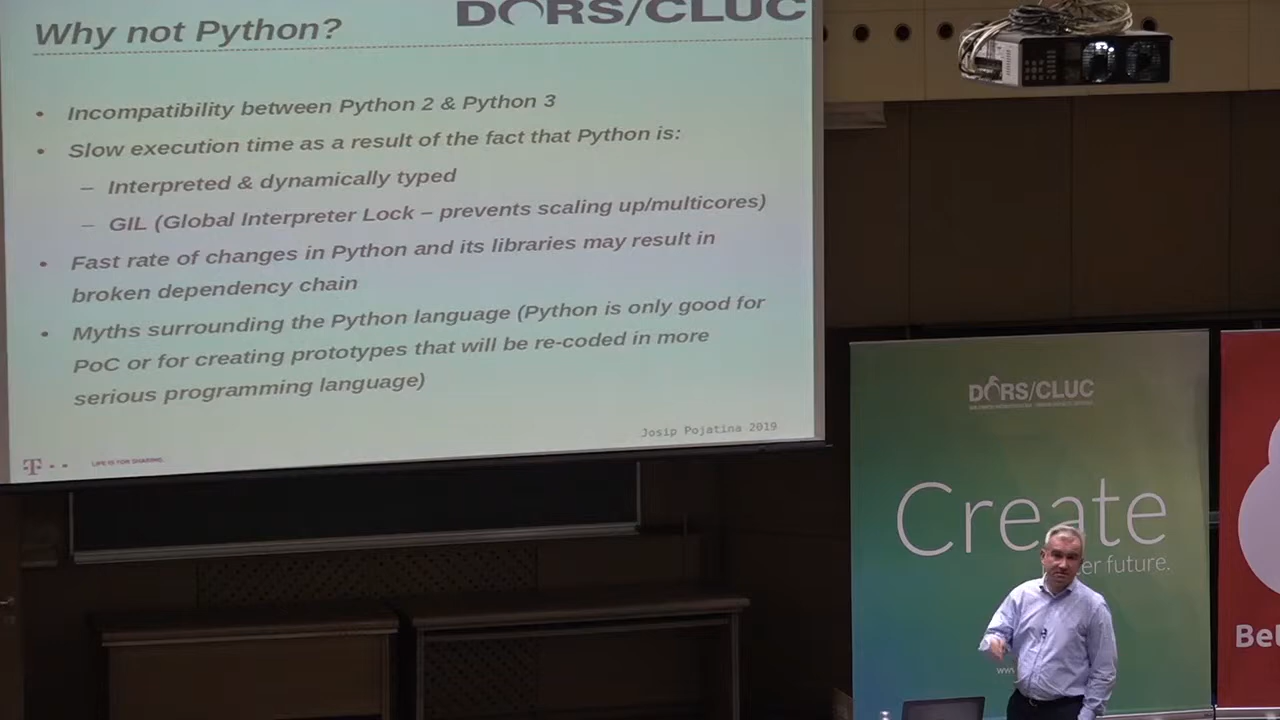 Why not Python?
DORS/CLUC
• Incompatibility between Python 2 & Python 3
• Slow execution time as a result of the fact that Python is:
– Interpreted & dynamically typed
– GIL (Global Interpreter Lock – prevents scaling up/multicores)
• Fast rate of changes in Python and its libraries may result in
broken dependency chain
• Myths surrounding the Python language (Python is only good for
PoC or for creating prototypes that will be re-coded in more
serious programming language)
Josip Pojatina 2019
T
LIFE IS FOR SHARING.
DORS/CLUC
Create
future.